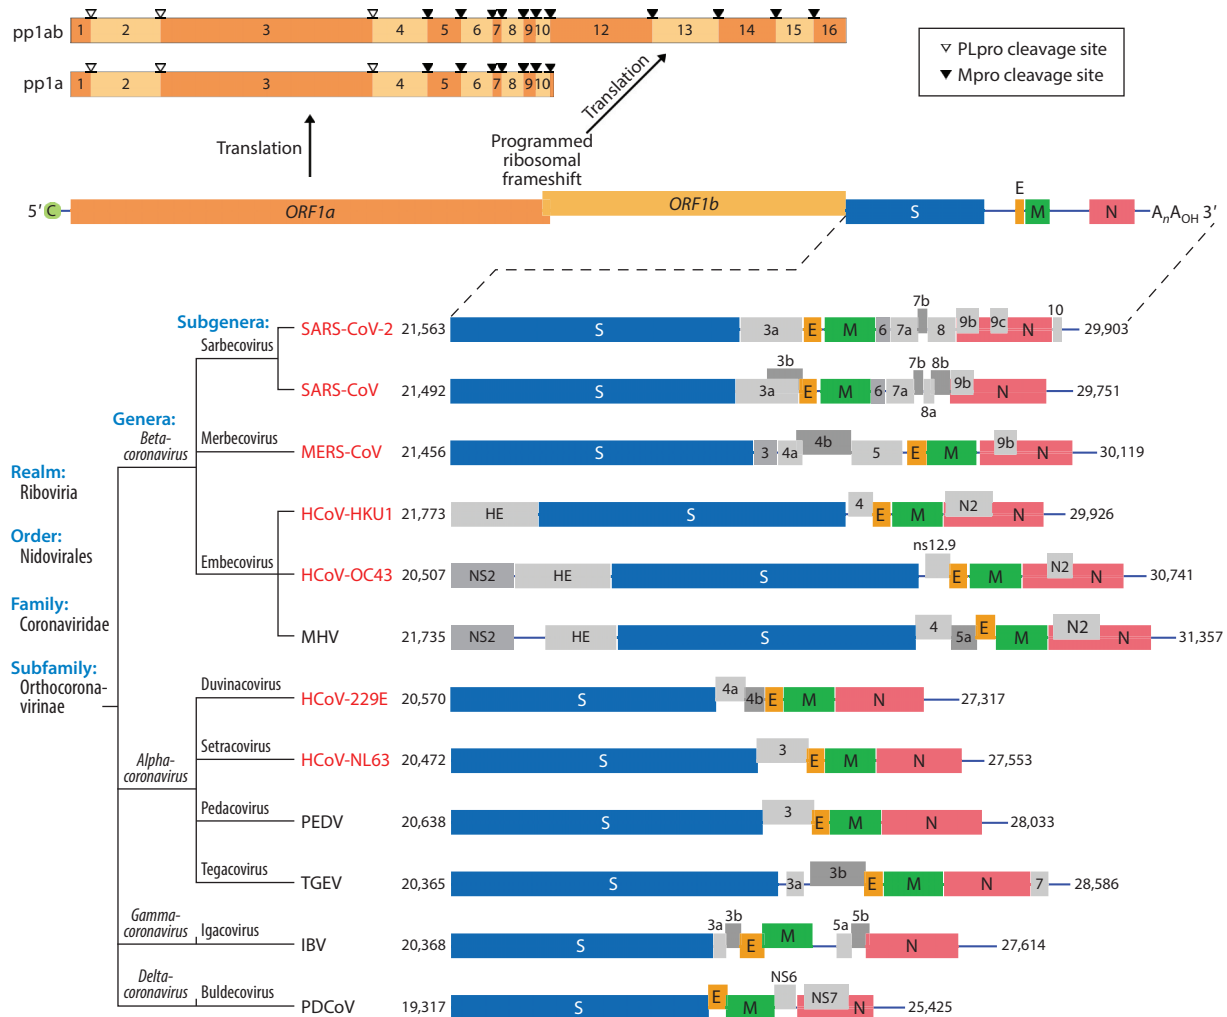 pp1ab 1 2 3 4 5 6 7 8 9 10 12 13 14 15 16
PLpro cleavage site
Mpro cleavage site
pp1a 1 2 3 4 5 6 7 8 9 10
Translation
Translation
Programmed
ribosomal
frameshift
5′ C ORF1a ORF1b S E M N AnAOH 3′
Subgenera:
Sarbecovirus
SARS-CoV-2 21,563 S 3a E M 6 7a 7b 8 9b 9c N 10 29,903
SARS-CoV 21,492 S 3a 3b E M 6 7a 7b 8a 8b 9b N 29,751
Genera:
Beta-
coronavirus
Merbecovirus
MERS-CoV 21,456 S 3 4a 4b 5 E M 9b N 30,119
Realm:
Riboviria
HCoV-HKU1 21,773 HE S 4 E M N2 N 29,926
Order:
Nidovirales
Embecovirus
HCoV-OC43 20,507 NS2 HE S ns12.9 E M N2 N 30,741
Family:
Coronaviridae
MHV 21,735 NS2 HE S 4 5a E M N2 N 31,357
Subfamily:
Orthocorona-
virinae
Duvinacovirus
HCoV-229E 20,570 S 4a 4b E M N 27,317
Alpha-
coronavirus
Setracovirus
HCoV-NL63 20,472 S 3 E M N 27,553
Pedacovirus
PEDV 20,638 S 3 E M N 28,033
Tegacovirus
TGEV 20,365 S 3a 3b E M N 7 28,586
Gamma-
coronavirus
Igacovirus
IBV 20,368 S 3a 3b E M 5a 5b N 27,614
Delta-
coronavirus
Buldecovirus
PDCoV 19,317 S E M NS6 NS7 N 25,425